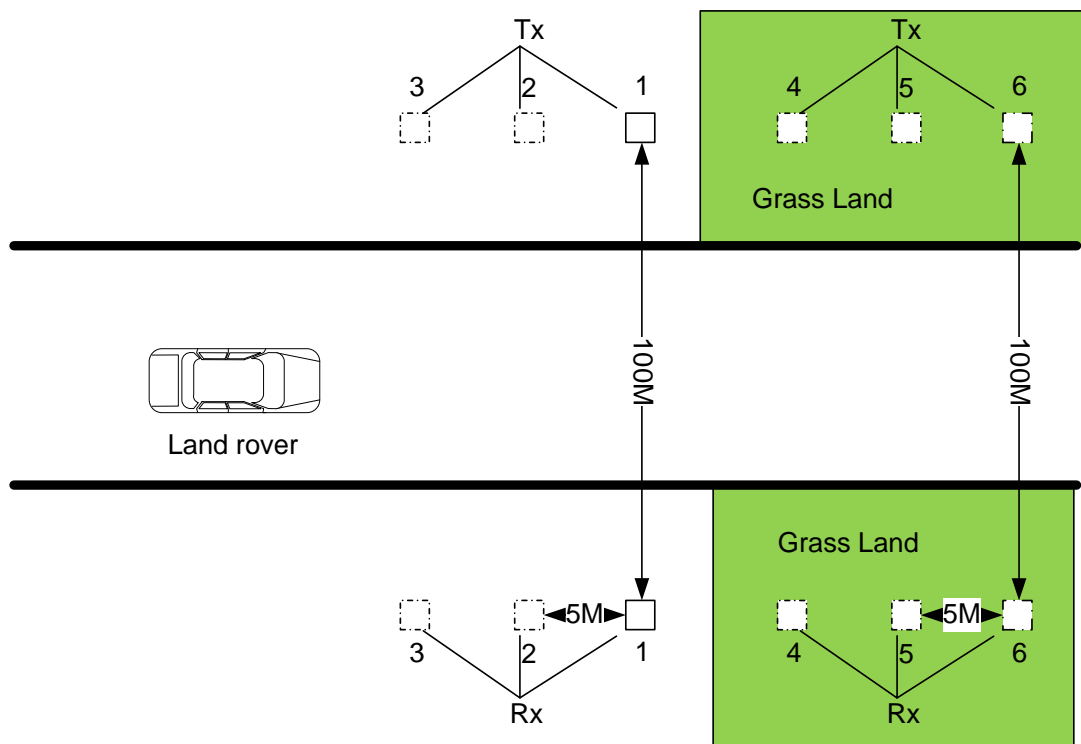 Tx
Tx
3 2 1
4 5 6
Grass Land
100M
100M
Land rover
Grass Land
5M
5M
3 2 1
4 5 6
Rx
Rx